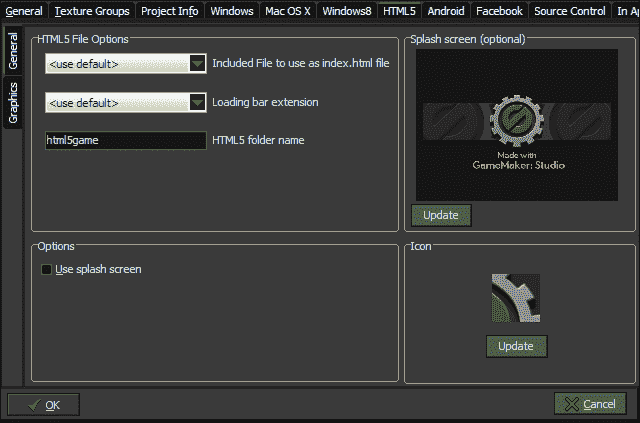 General Texture Groups Project Info Windows Mac OS X Windows8 HTML5 Android Facebook Source Control In Ap
General
Graphics
HTML5 File Options
<use default> Included File to use as index.html file
<use default> Loading bar extension
html5game HTML5 folder name
Splash screen (optional)
Made with
GameMaker: Studio
Update
Options
Use splash screen
Icon
Update
OK
Cancel